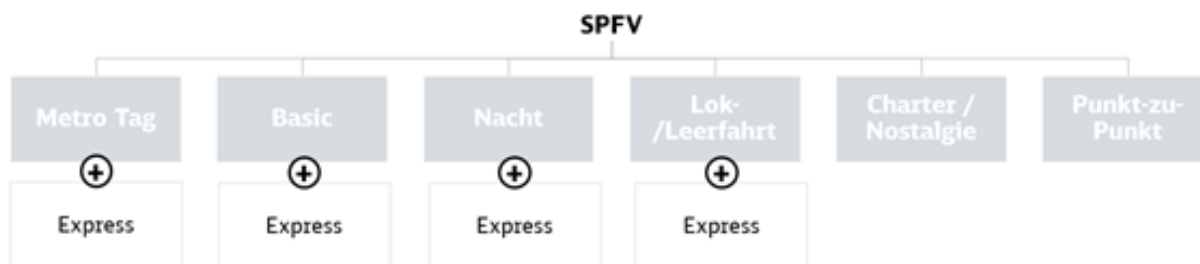 SPFV
Metro Tag
Basic
Nacht
Lok-
/Leerfahrt
Charter /
Nostalgie
Punkt-zu-
Punkt
Express
Express
Express
Express